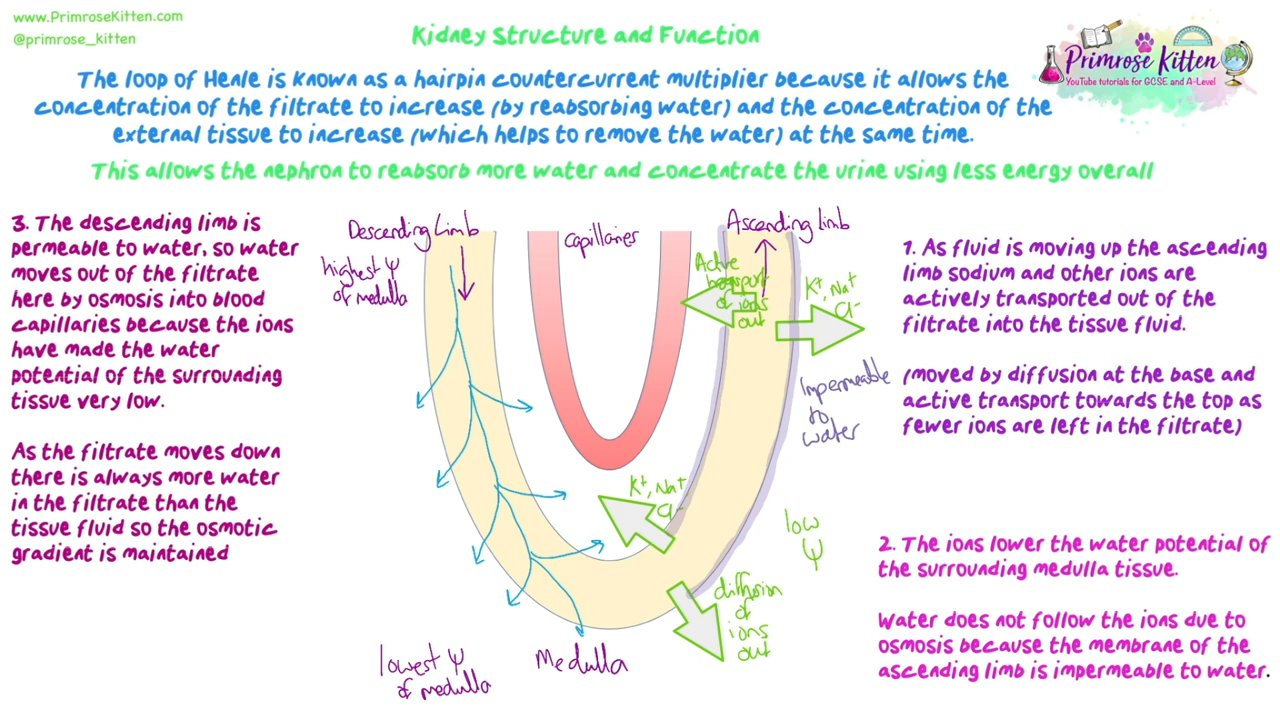 www.PrimroseKitten.com
@primrose_kitten
Kidney Structure and Function
Primrose Kitten
YouTube tutorials for GCSE and A-Level
The loop of Henle is known as a hairpin countercurrent multiplier because it allows the
concentration of the filtrate to increase (by reabsorbing water) and the concentration of the
external tissue to increase (which helps to remove the water) at the same time.
This allows the nephron to reabsorb more water and concentrate the urine using less energy overall
3. The descending limb is
permeable to water, so water
moves out of the filtrate
here by osmosis into blood
capillaries because the ions
have made the water
potential of the surrounding
tissue very low.
As the filtrate moves down
there is always more water
in the filtrate than the
tissue fluid so the osmotic
gradient is maintained
Descending Limb
highest ψ
of medulla
Capillaries
Ascending limb
Active
transport
of ions
out
K⁺, Na⁺
Cl⁻
Impermeable
to
water
K⁺, Na⁺
Cl⁻
low
ψ
diffusion
of
ions
out
lowest ψ
of medulla
Medulla
1. As fluid is moving up the ascending
limb sodium and other ions are
actively transported out of the
filtrate into the tissue fluid.
(moved by diffusion at the base and
active transport towards the top as
fewer ions are left in the filtrate)
2. The ions lower the water potential of
the surrounding medulla tissue.
Water does not follow the ions due to
osmosis because the membrane of the
ascending limb is impermeable to water.